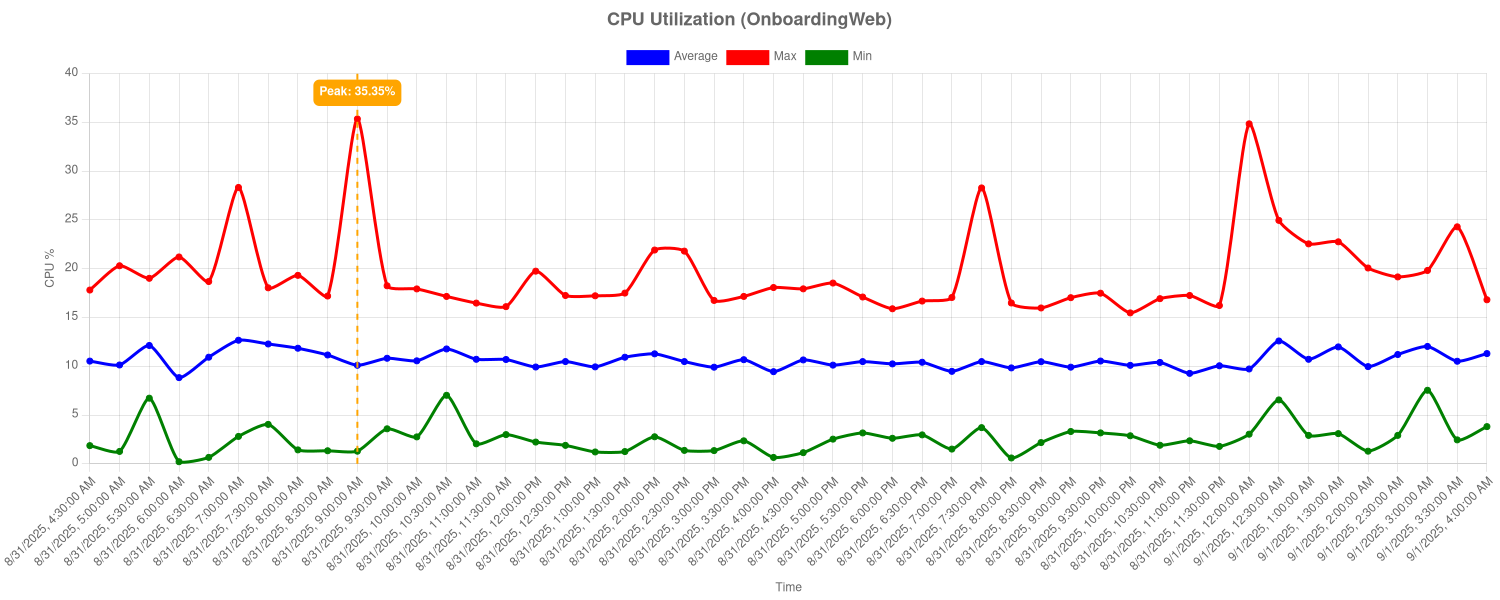 CPU Utilization (OnboardingWeb)
Average Max Min
Peak: 35.35%
CPU %
40
35
30
25
20
15
10
5
0
8/31/2025, 4:30:00 AM
8/31/2025, 5:00:00 AM
8/31/2025, 5:30:00 AM
8/31/2025, 6:00:00 AM
8/31/2025, 6:30:00 AM
8/31/2025, 7:00:00 AM
8/31/2025, 7:30:00 AM
8/31/2025, 8:00:00 AM
8/31/2025, 8:30:00 AM
8/31/2025, 9:00:00 AM
8/31/2025, 9:30:00 AM
8/31/2025, 10:00:00 AM
8/31/2025, 10:30:00 AM
8/31/2025, 11:00:00 AM
8/31/2025, 11:30:00 AM
8/31/2025, 12:00:00 PM
8/31/2025, 12:30:00 PM
8/31/2025, 1:00:00 PM
8/31/2025, 1:30:00 PM
8/31/2025, 2:00:00 PM
8/31/2025, 2:30:00 PM
8/31/2025, 3:00:00 PM
8/31/2025, 3:30:00 PM
8/31/2025, 4:00:00 PM
8/31/2025, 4:30:00 PM
8/31/2025, 5:00:00 PM
8/31/2025, 5:30:00 PM
8/31/2025, 6:00:00 PM
8/31/2025, 6:30:00 PM
8/31/2025, 7:00:00 PM
8/31/2025, 7:30:00 PM
8/31/2025, 8:00:00 PM
8/31/2025, 8:30:00 PM
8/31/2025, 9:00:00 PM
8/31/2025, 9:30:00 PM
8/31/2025, 10:00:00 PM
8/31/2025, 10:30:00 PM
8/31/2025, 11:00:00 PM
8/31/2025, 11:30:00 PM
9/1/2025, 12:00:00 AM
9/1/2025, 12:30:00 AM
9/1/2025, 1:00:00 AM
9/1/2025, 1:30:00 AM
9/1/2025, 2:00:00 AM
9/1/2025, 2:30:00 AM
9/1/2025, 3:00:00 AM
9/1/2025, 3:30:00 AM
9/1/2025, 4:00:00 AM
Time